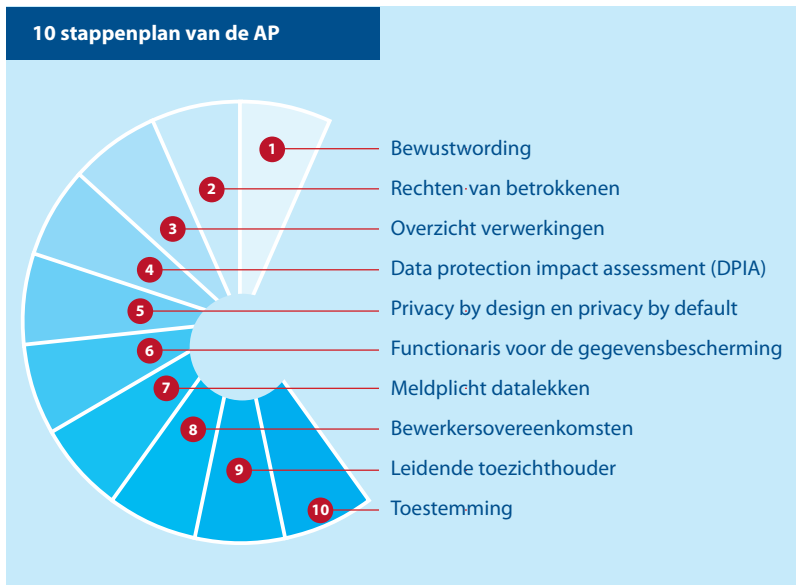 10 stappenplan van de AP
1 Bewustwording
2 Rechten van betrokkenen
3 Overzicht verwerkingen
4 Data protection impact assessment (DPIA)
5 Privacy by design en privacy by default
6 Functionaris voor de gegevensbescherming
7 Meldplicht datalekken
8 Bewerkersovereenkomsten
9 Leidende toezichthouder
10 Toestemming